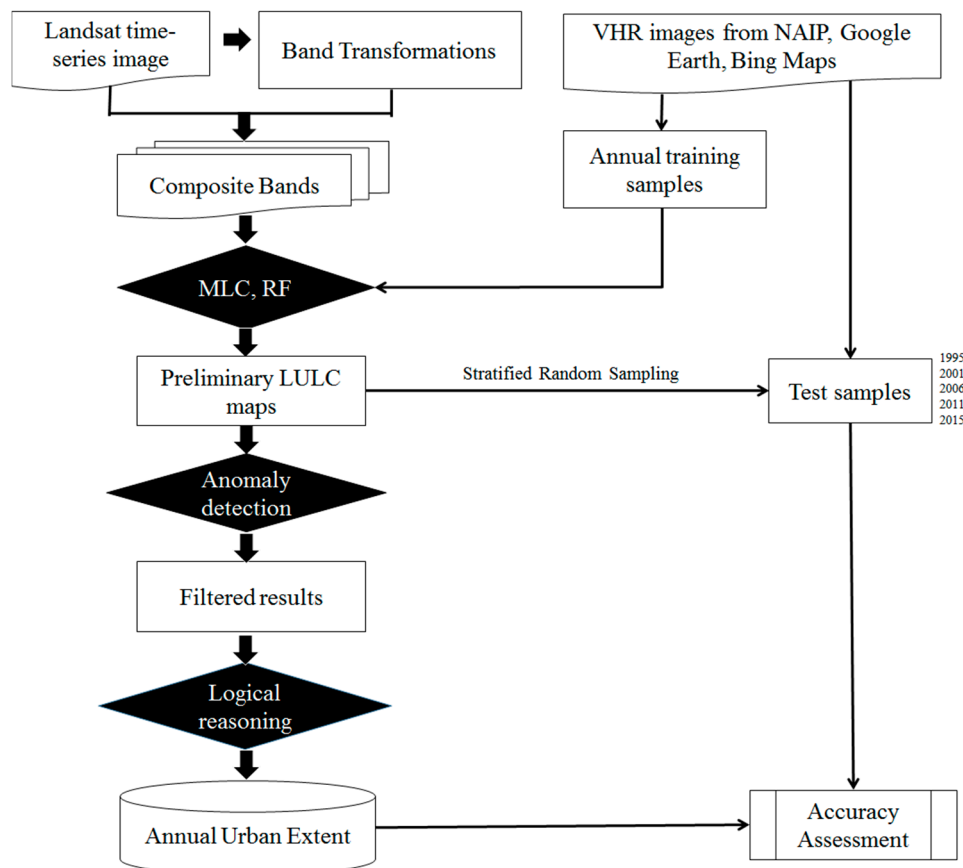 Landsat time-
series image
Band Transformations
VHR images from NAIP, Google
Earth, Bing Maps
Composite Bands
Annual training
samples
MLC, RF
Preliminary LULC
maps
Stratified Random Sampling
Test samples
1995
2001
2006
2011
2015
Anomaly
detection
Filtered results
Logical
reasoning
Annual Urban Extent
Accuracy
Assessment